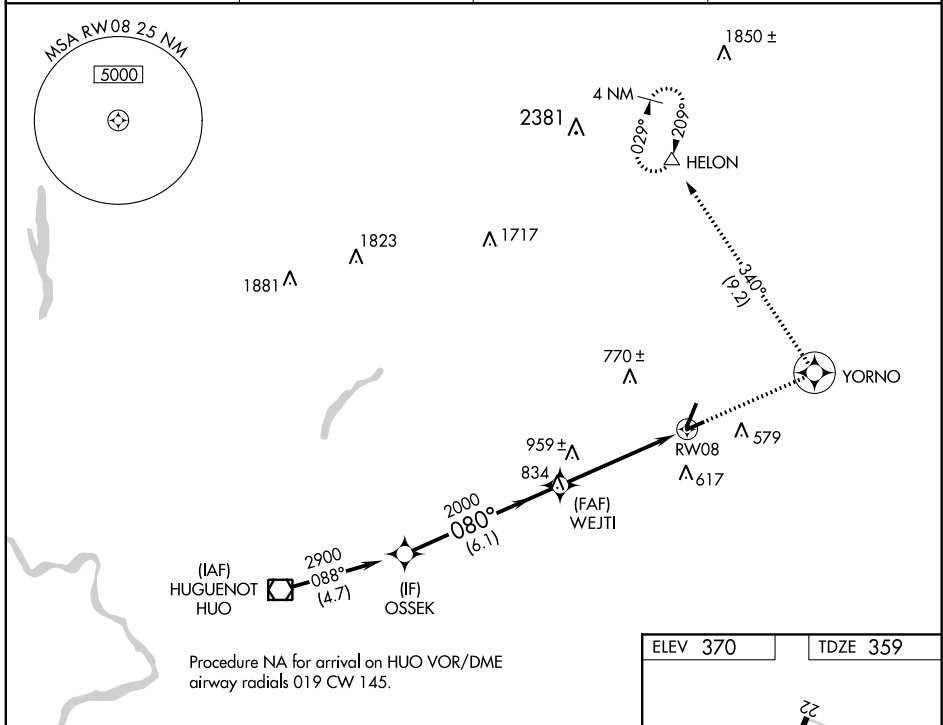 MSA RW08 25 NM
5000
1850 ±
4 NM
2381
029°
209°
HELON
1823
1717
1881
340°
(9.2)
770 ±
YORNO
959 ±
579
RW08
834
617
(FAF)
WEJTI
2000
080°
(6.1)
2900
088°
(4.7)
(IAF)
HUGUENOT
HUO
(IF)
OSSEK
Procedure NA for arrival on HUO VOR/DME
airway radials 019 CW 145.
ELEV 370
TDZE 359
22